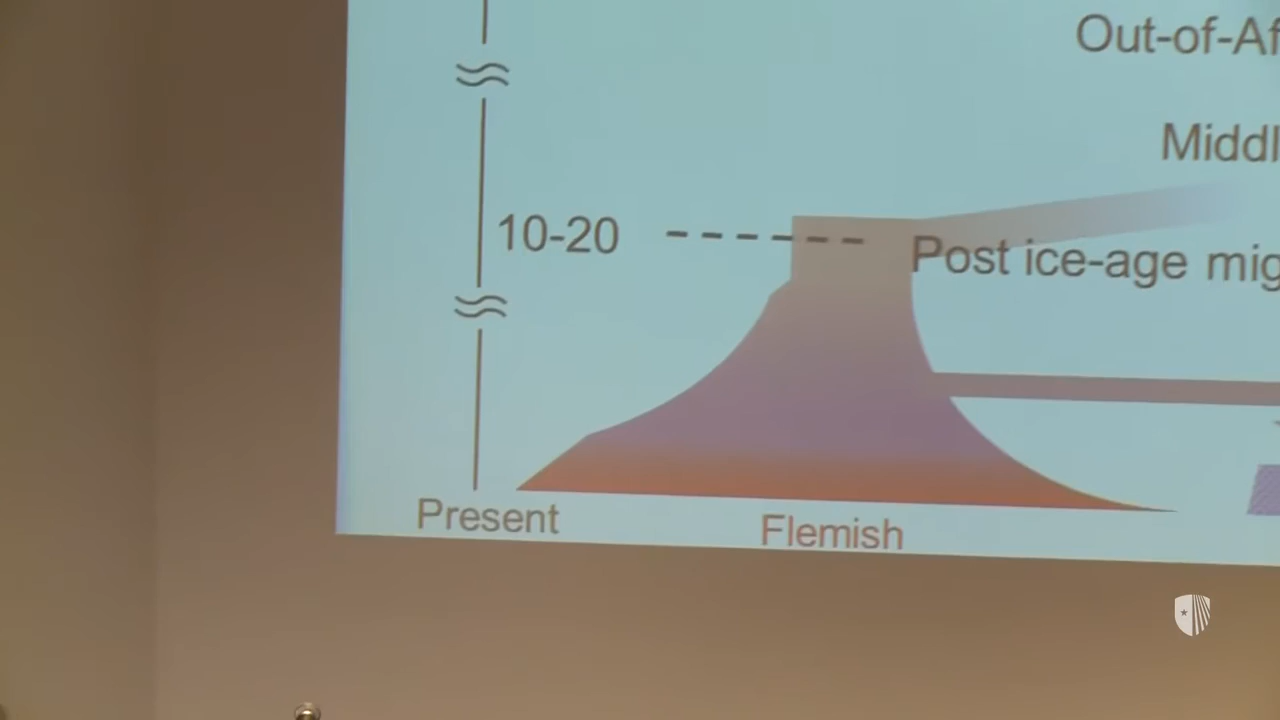 Out-of-Af
Middl
10-20
Post ice-age mig
Present
Flemish